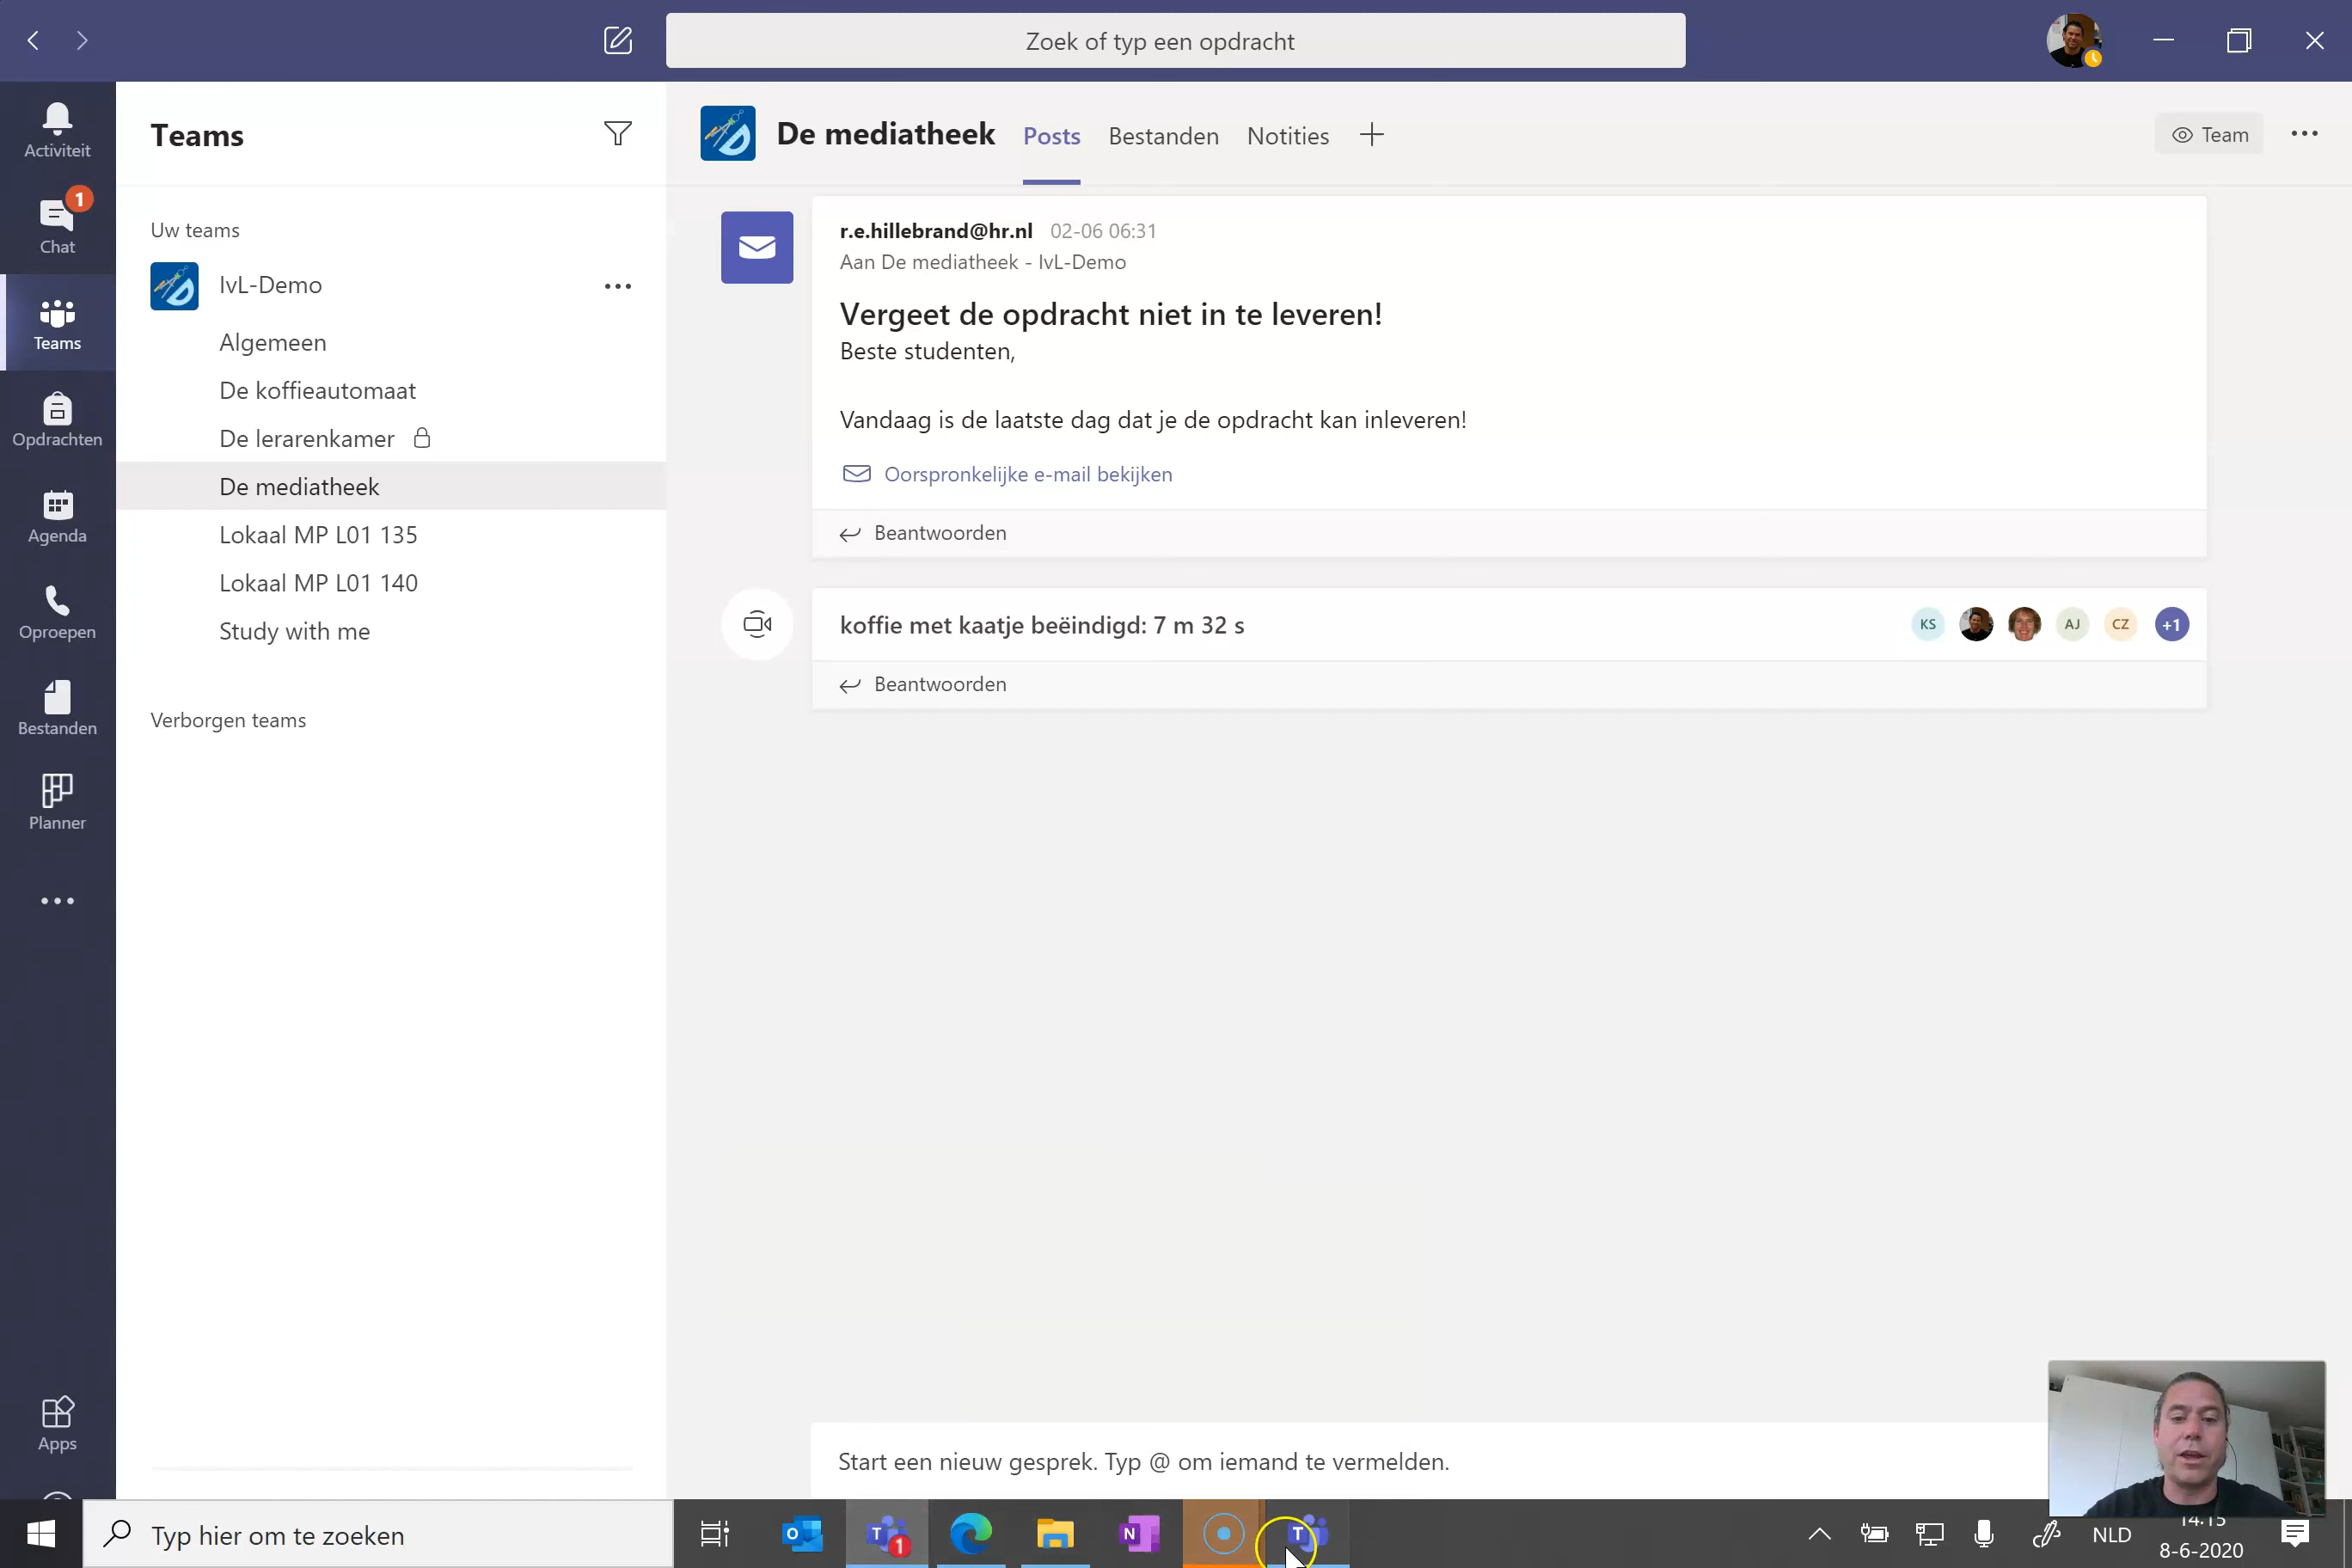 Zoek of typ een opdracht
Activiteit
1
Chat
Teams
Opdrachten
Agenda
Oproepen
Bestanden
Planner
Apps
Teams
Uw teams
IvL-Demo
Algemeen
De koffieautomaat
De lerarenkamer
De mediatheek
Lokaal MP L01 135
Lokaal MP L01 140
Study with me
Verborgen teams
De mediatheek Posts Bestanden Notities
Team
r.e.hillebrand@hr.nl 02-06 06:31
Aan De mediatheek - IvL-Demo
Vergeet de opdracht niet in te leveren!
Beste studenten,
Vandaag is de laatste dag dat je de opdracht kan inleveren!
Oorspronkelijke e-mail bekijken
Beantwoorden
koffie met kaatje beëindigd: 7 m 32 s
KS AJ CZ +1
Beantwoorden
Start een nieuw gesprek. Typ @ om iemand te vermelden.
Typ hier om te zoeken
O T 1 N T
NLD
14:15
8-6-2020